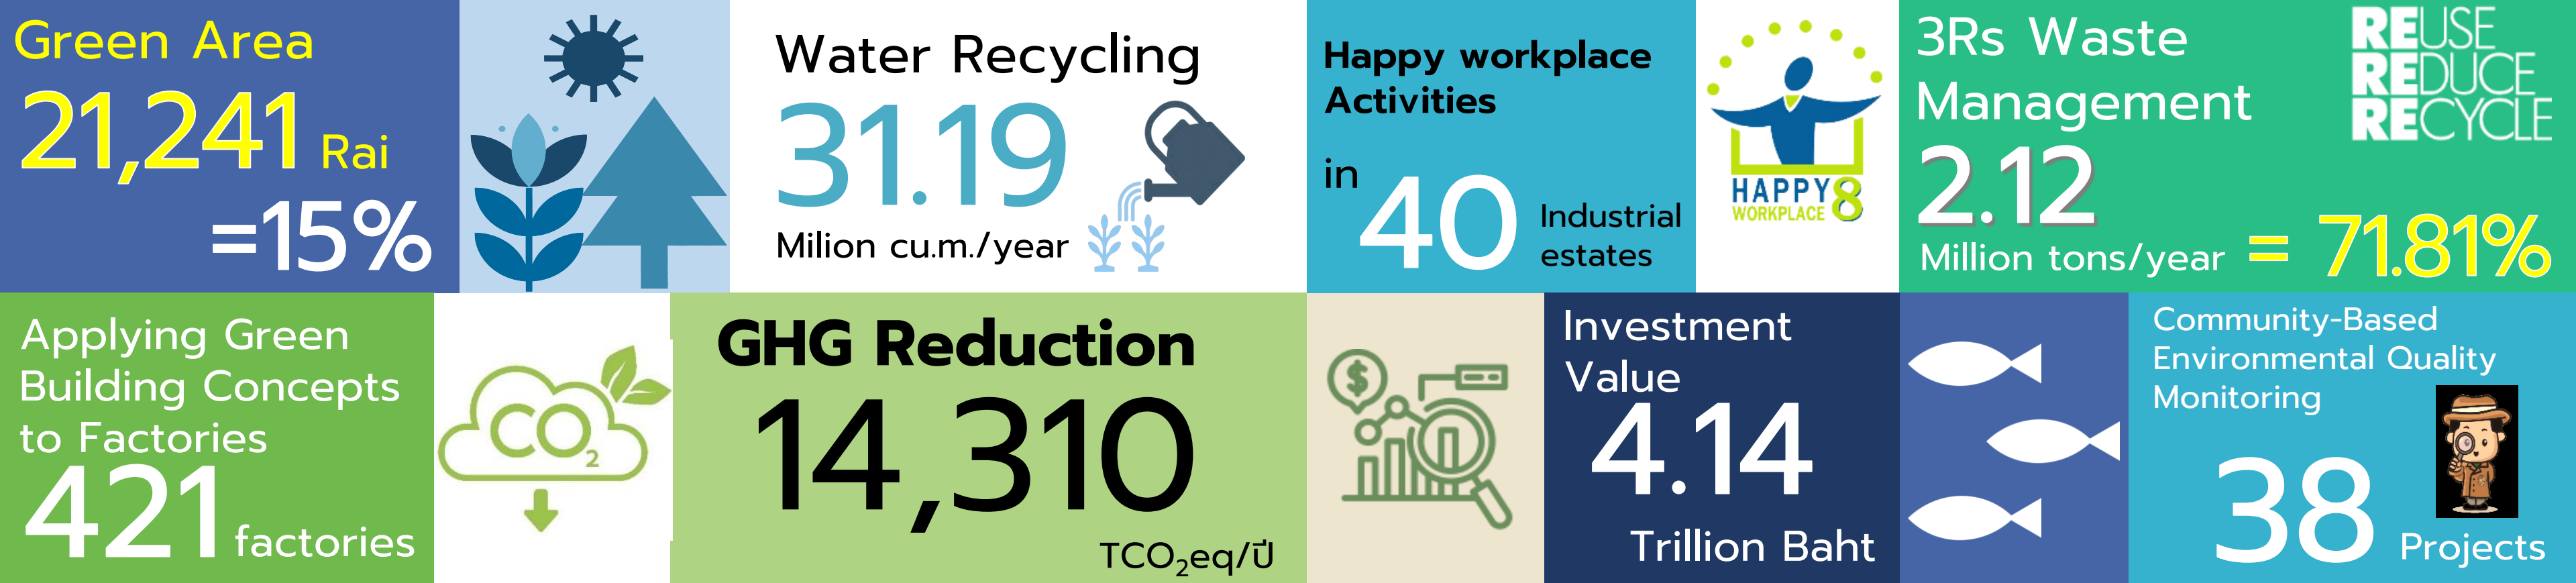 Green Area
21,241 Rai
=15%
Water Recycling
31.19
Milion cu.m./year
Happy workplace
Activities
in 40 Industrial
estates
HAPPY 8
WORKPLACE
3Rs Waste
Management
2.12
Million tons/year = 71.81%
REUSE
REDUCE
RECYCLE
Applying Green
Building Concepts
to Factories
421 factories
CO₂
GHG Reduction
14,310
TCO₂eq/ปี
$
Investment
Value
4.14
Trillion Baht
Community-Based
Environmental Quality
Monitoring
38 Projects